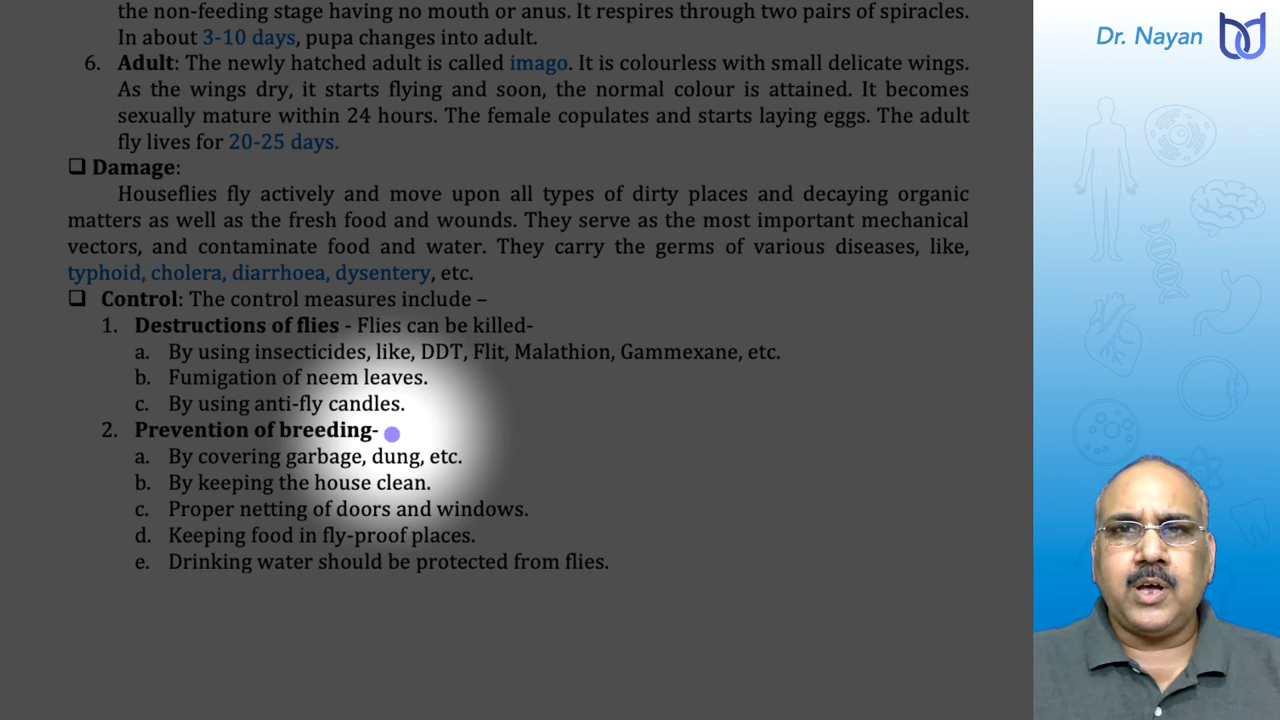 the non-feeding stage having no mouth or anus. It respires through two pairs of spiracles.
In about 3-10 days, pupa changes into adult.
6. Adult: The newly hatched adult is called imago. It is colourless with small delicate wings.
As the wings dry, it starts flying and soon, the normal colour is attained. It becomes
sexually mature within 24 hours. The female copulates and starts laying eggs. The adult
fly lives for 20-25 days.
❑ Damage:
Houseflies fly actively and move upon all types of dirty places and decaying organic
matters as well as the fresh food and wounds. They serve as the most important mechanical
vectors, and contaminate food and water. They carry the germs of various diseases, like,
typhoid, cholera, diarrhoea, dysentery, etc.
❑ Control: The control measures include –
1. Destructions of flies - Flies can be killed-
a. By using insecticides, like, DDT, Flit, Malathion, Gammexane, etc.
b. Fumigation of neem leaves.
c. By using anti-fly candles.
2. Prevention of breeding-
a. By covering garbage, dung, etc.
b. By keeping the house clean.
c. Proper netting of doors and windows.
d. Keeping food in fly-proof places.
e. Drinking water should be protected from flies.
Dr. Nayan